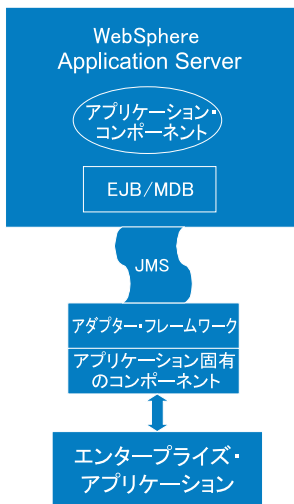 WebSphere
Application Server
アプリケーション・
コンポーネント
EJB/MDB
JMS
アダプター・フレームワーク
アプリケーション固有
のコンポーネント
エンタープライズ・
アプリケーション